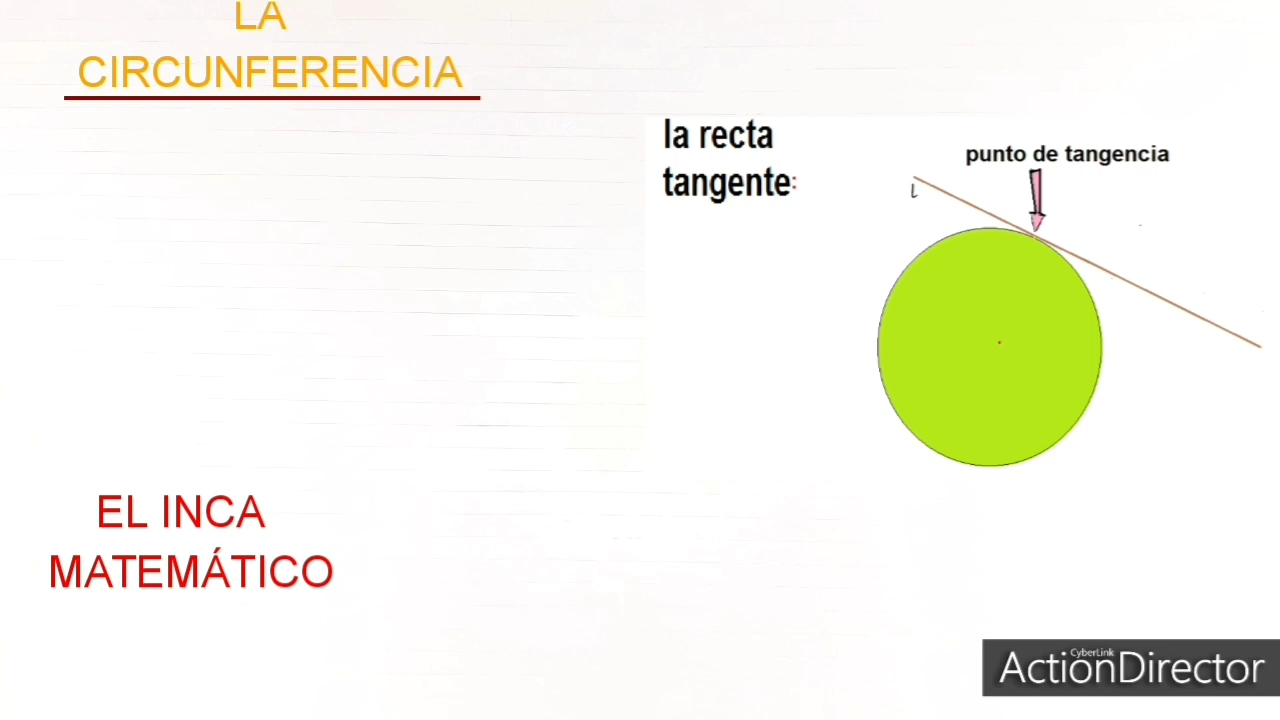 LA
CIRCUNFERENCIA
la recta
tangente:
punto de tangencia
L
EL INCA
MATEMÁTICO
CyberLink
ActionDirector